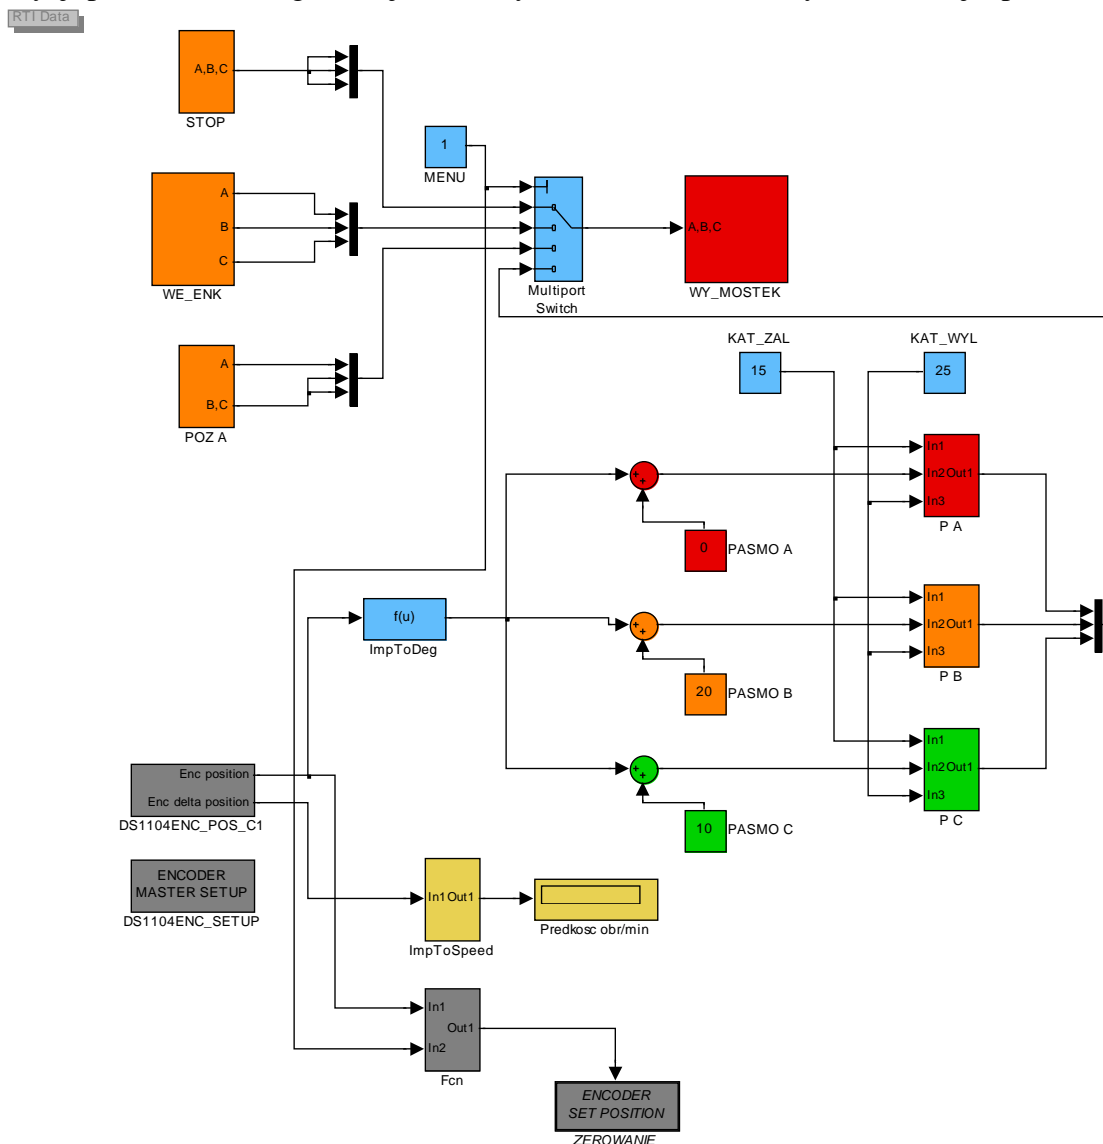 RTI Data
A,B,C
STOP
1
MENU
A
B
C
WE_ENK
Multiport
Switch
A,B,C
WY_MOSTEK
A
B,C
POZ A
KAT_ZAL
15
KAT_WYL
25
In1
In2
Out1
In3
P A
0
PASMO A
f(u)
ImpToDeg
In1
In2
Out1
In3
P B
20
PASMO B
In1
In2
Out1
In3
P C
10
PASMO C
Enc position
Enc delta position
DS1104ENC_POS_C1
ENCODER
MASTER SETUP
DS1104ENC_SETUP
In1
Out1
ImpToSpeed
Predkosc obr/min
In1
Out1
In2
Fcn
ENCODER
SET POSITION
ZEROWANIE